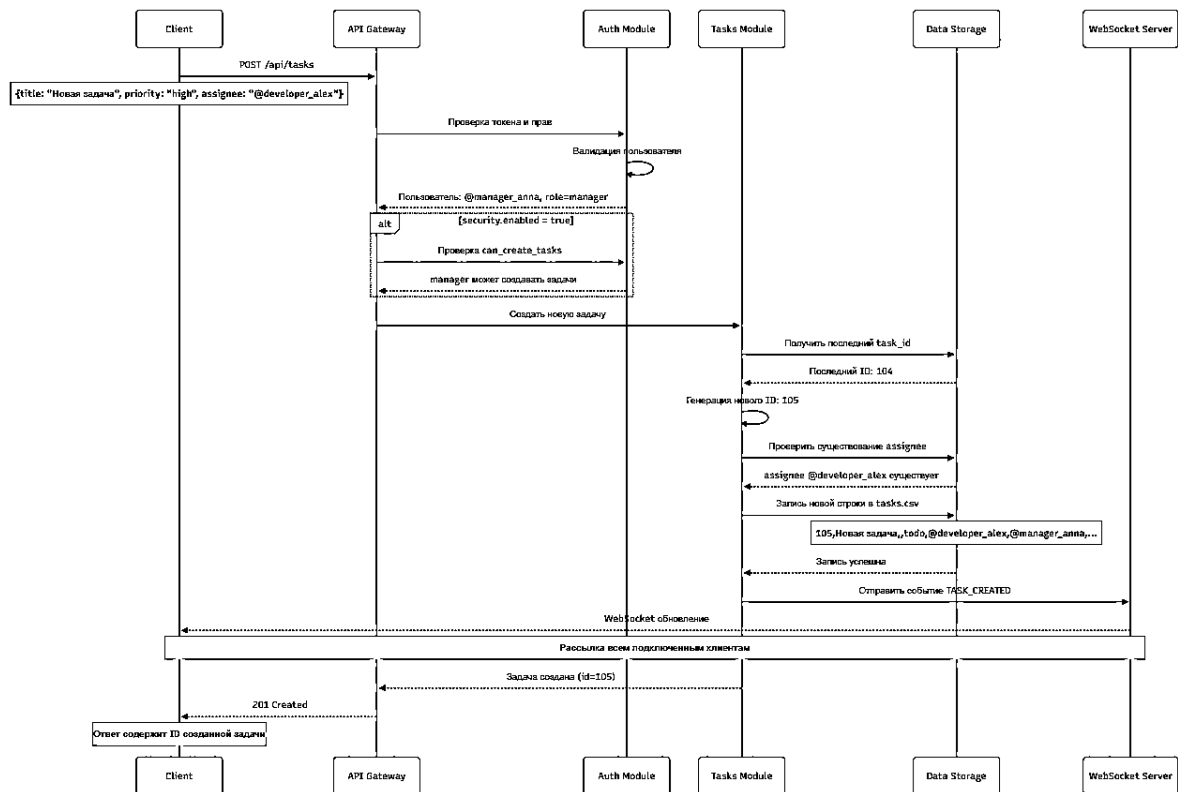 Client
API Gateway
Auth Module
Tasks Module
Data Storage
WebSocket Server
POST /api/tasks
{title: "Новая задача", priority: "high", assignee: "@developer_alex"}
Проверка токена и прав
Валидация пользователя
Пользователь: @manager_anna, role=manager
alt
[security.enabled = true]
Проверка can_create_tasks
manager может создавать задачи
Создать новую задачу
Получить последний task_id
Последний ID: 104
Генерация нового ID: 105
Проверить существование assignee
assignee @developer_alex существует
Запись новой строки в tasks.csv
105,Новая задача,,todo,@developer_alex,@manager_anna,...
Запись успешна
Отправить событие TASK_CREATED
WebSocket обновление
Рассылка всем подключенным клиентам
Задача создана (id=105)
201 Created
Ответ содержит ID созданной задачи
Client
API Gateway
Auth Module
Tasks Module
Data Storage
WebSocket Server